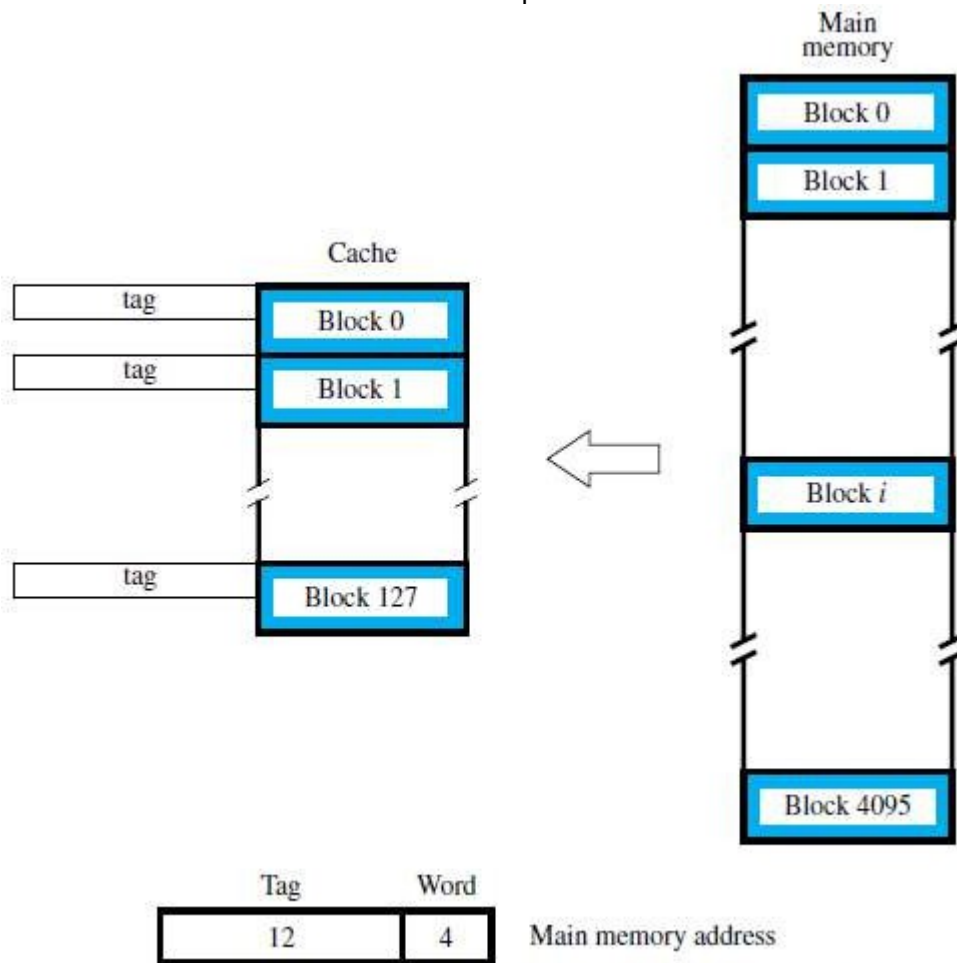 Main
memory
Block 0
Block 1
Cache
tag
Block 0
tag
Block 1
Block i
tag
Block 127
Block 4095
Tag Word
12 4 Main memory address